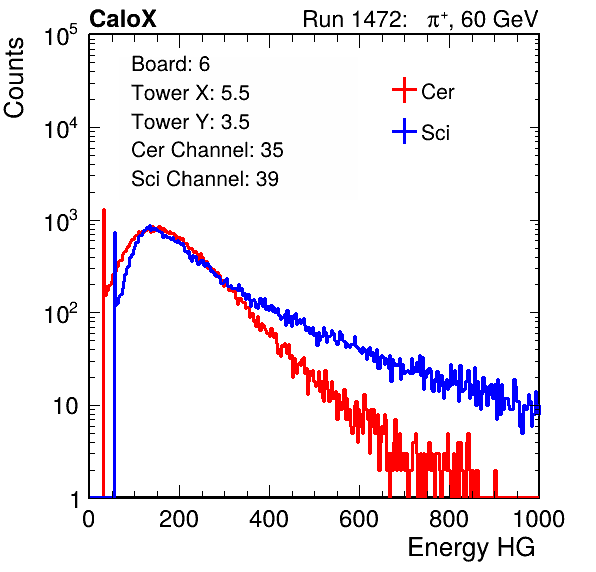 CaloX Run 1472: π⁺, 60 GeV
Counts
Board: 6
Tower X: 5.5
Tower Y: 3.5
Cer Channel: 35
Sci Channel: 39
Cer
Sci
10⁵
10⁴
10³
10²
10
1
0 200 400 600 800 1000
Energy HG